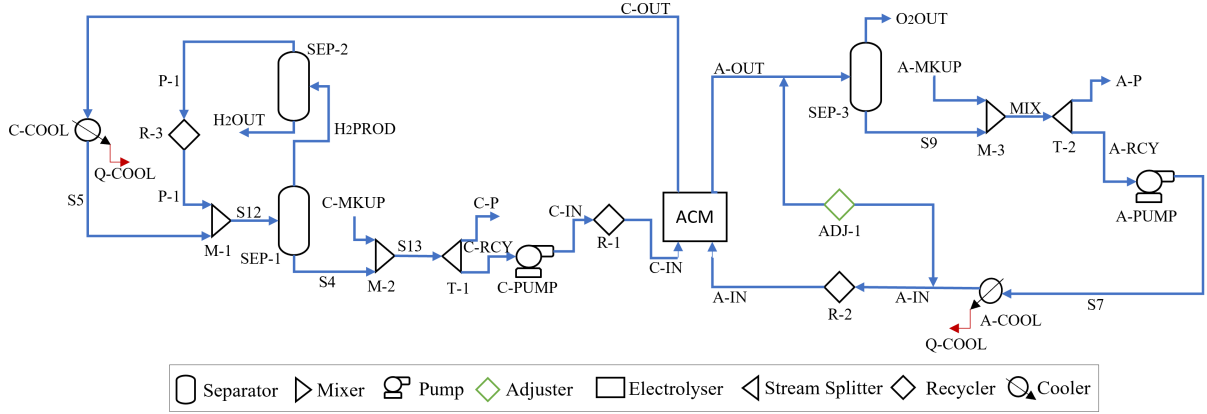 C-OUT
O2OUT
SEP-2
A-OUT
A-MKUP
A-P
P-1
SEP-3
MIX
H2OUT
H2PROD
C-COOL
R-3
S9
M-3
T-2
A-RCY
Q-COOL
P-1
S5
S12
C-MKUP
C-P
C-IN
ACM
A-PUMP
M-1
SEP-1
S13
C-RCY
R-1
ADJ-1
S4
M-2
T-1
C-PUMP
C-IN
A-IN
R-2
A-IN
A-COOL
S7
Q-COOL
Separator
Mixer
Pump
Adjuster
Electrolyser
Stream Splitter
Recycler
Cooler